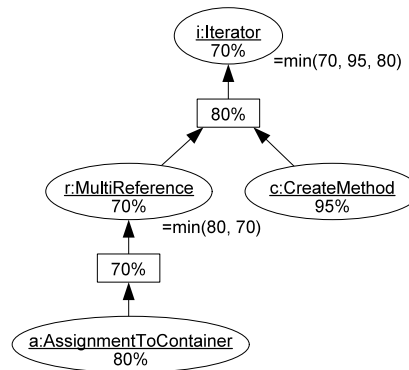 i:Iterator
70%
=min(70, 95, 80)
80%
r:MultiReference
70%
c:CreateMethod
95%
=min(80, 70)
70%
a:AssignmentToContainer
80%